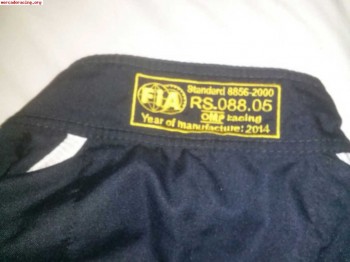 mercadoracing.org
FIA
Standard 8856-2000
RS.088.05
OMP racing
Year of manufacture: 2014